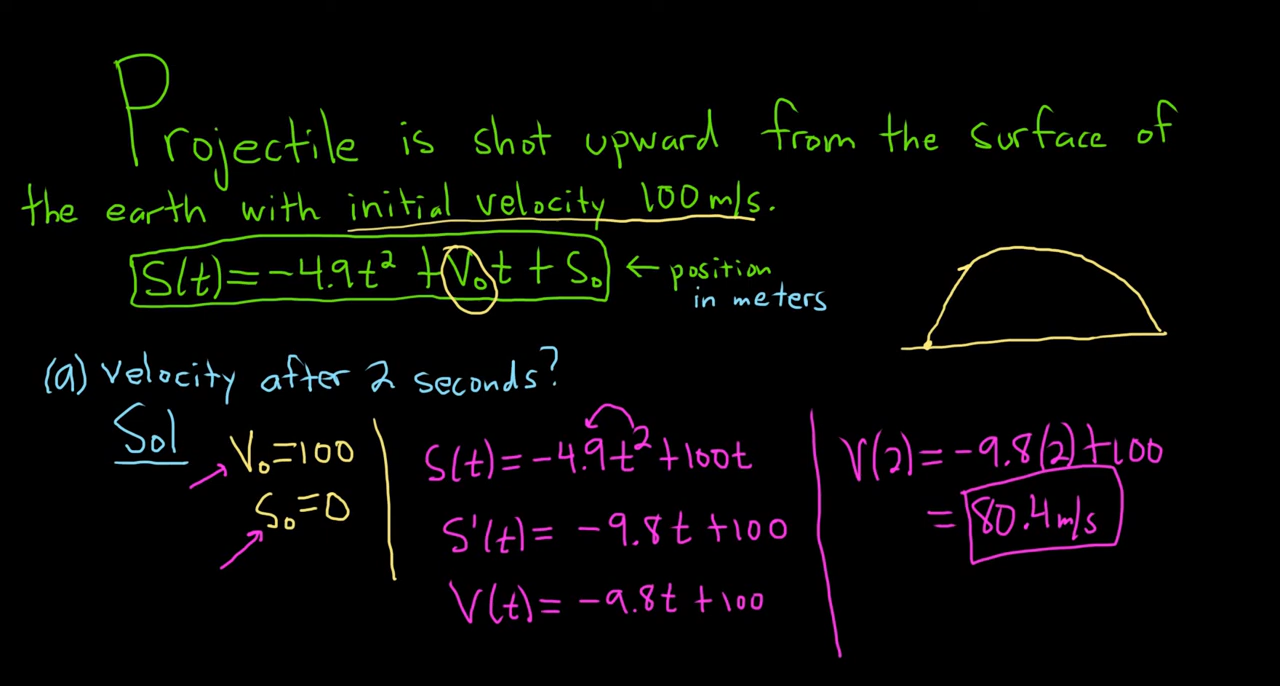 Projectile is shot upward from the surface of
the earth with initial velocity 100 m/s.
S(t) = -4.9t² + V₀t + S₀ ← position
in meters
(a) Velocity after 2 seconds?
Sol
V₀=100
S₀=0
S(t) = -4.9t² + 100t
S'(t) = -9.8t + 100
V(t) = -9.8t + 100
V(2) = -9.8(2) + 100
= 80.4 m/s